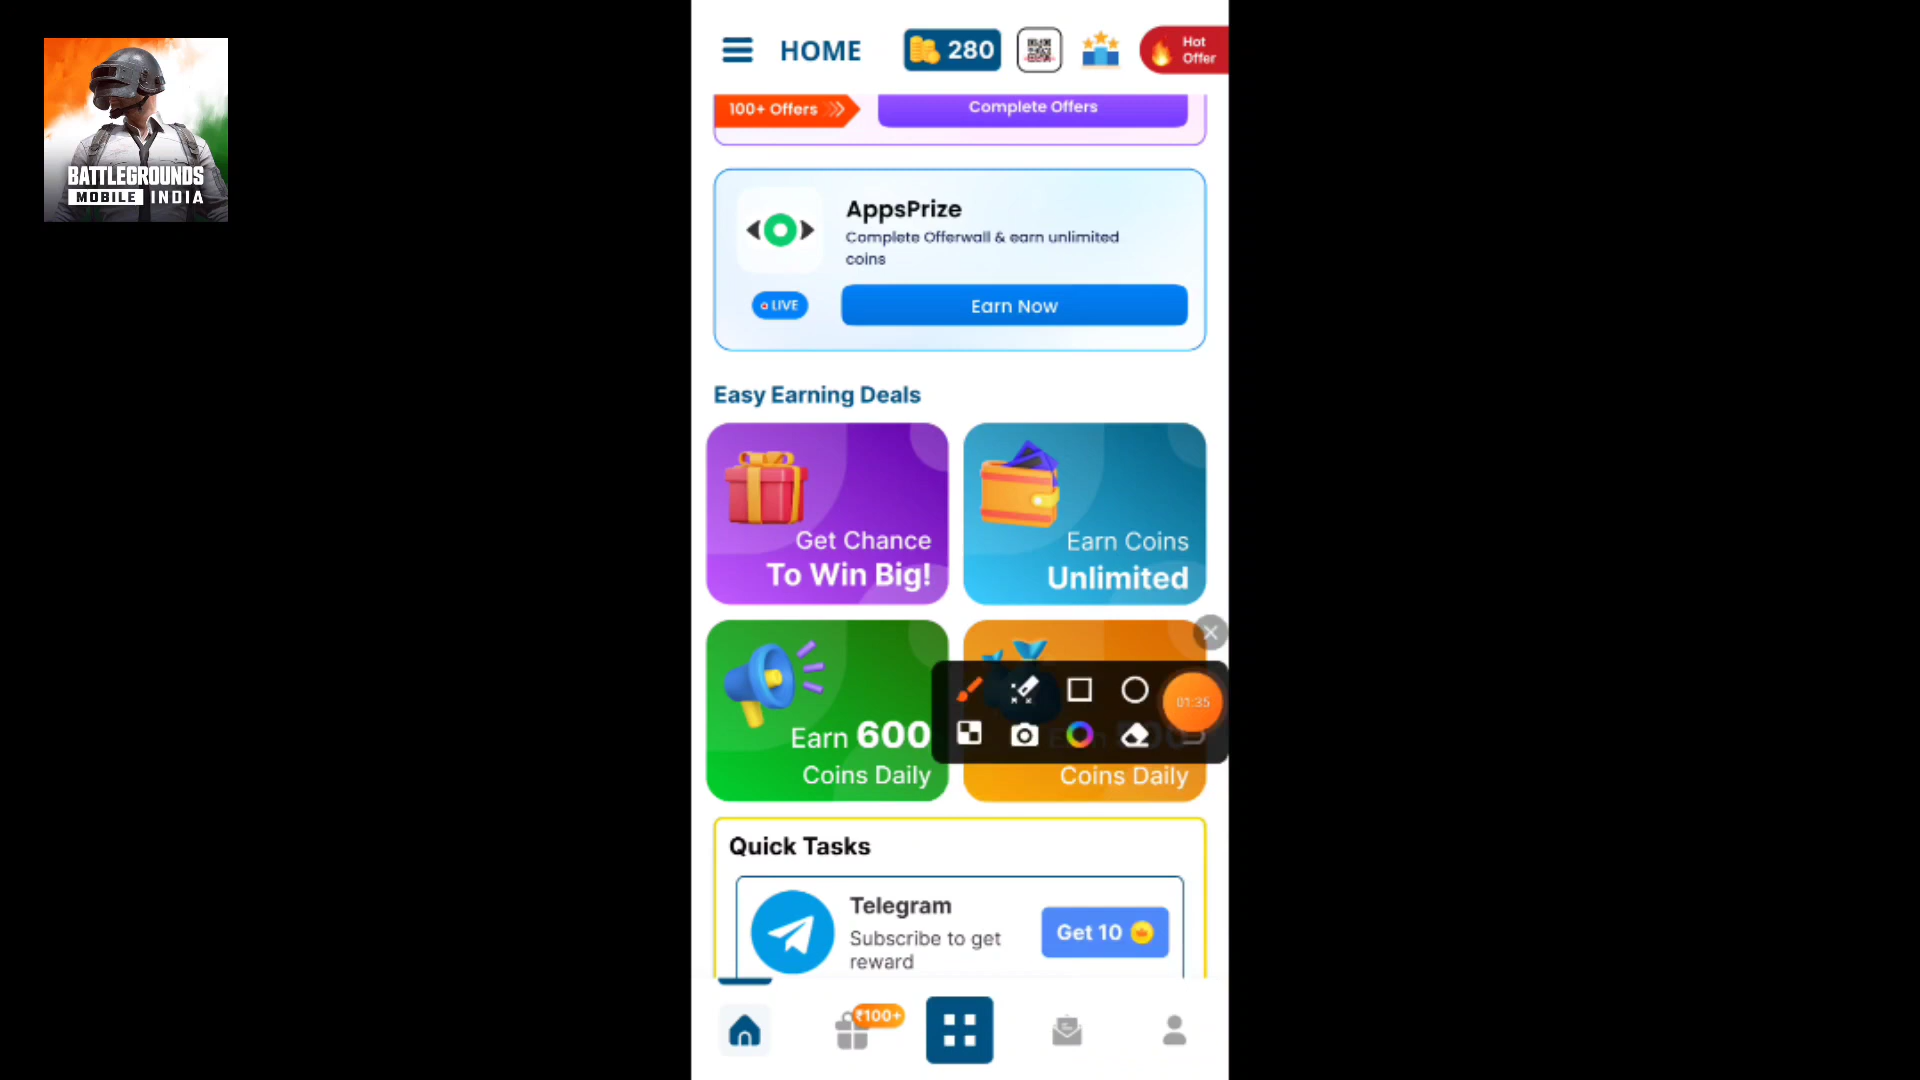 BATTLEGROUNDS
MOBILE INDIA
HOME
280
Hot
Offer
100+ Offers
Complete Offers
AppsPrize
Complete Offerwall & earn unlimited
coins
LIVE
Earn Now
Easy Earning Deals
Get Chance
To Win Big!
Earn Coins
Unlimited
Earn 600
Coins Daily
01:35
Coins Daily
Quick Tasks
Telegram
Subscribe to get
reward
Get 10
₹100+